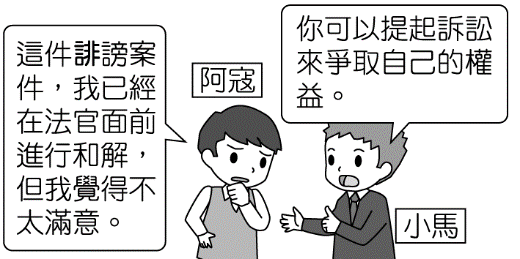 這件誹謗案
件，我已經
在法官面前
進行和解，
但我覺得不
太滿意。
阿寇
你可以提起訴訟
來爭取自己的權
益。
小馬